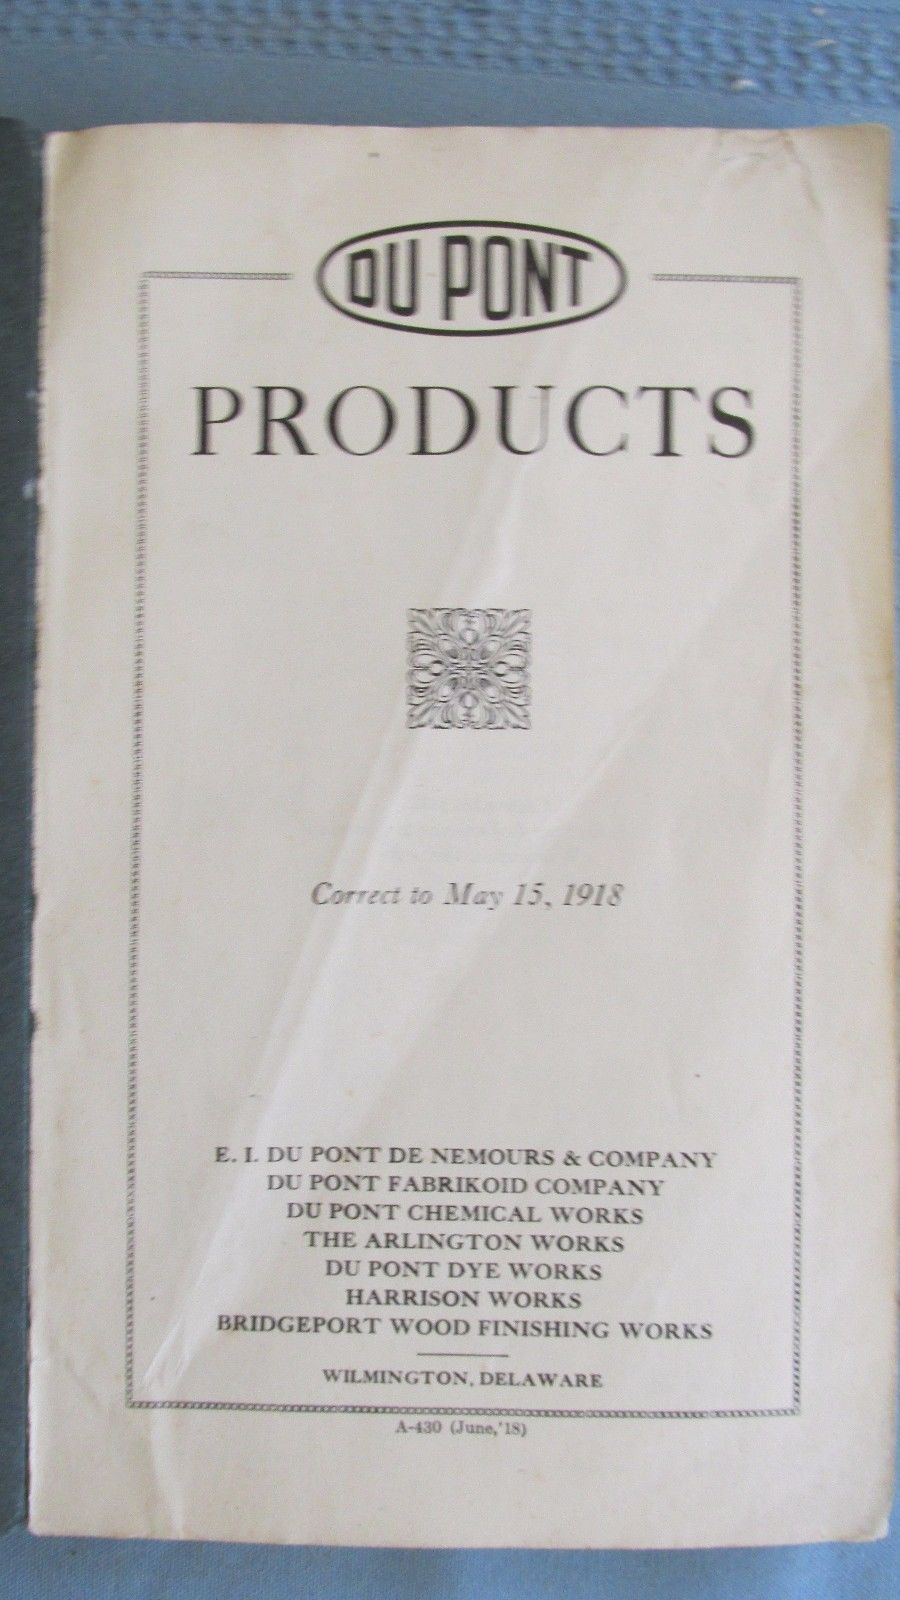 DU PONT
PRODUCTS
Correct to May 15, 1918
E. I. DU PONT DE NEMOURS & COMPANY
DU PONT FABRIKOID COMPANY
DU PONT CHEMICAL WORKS
THE ARLINGTON WORKS
DU PONT DYE WORKS
HARRISON WORKS
BRIDGEPORT WOOD FINISHING WORKS
WILMINGTON, DELAWARE
A-430 (June,'18)